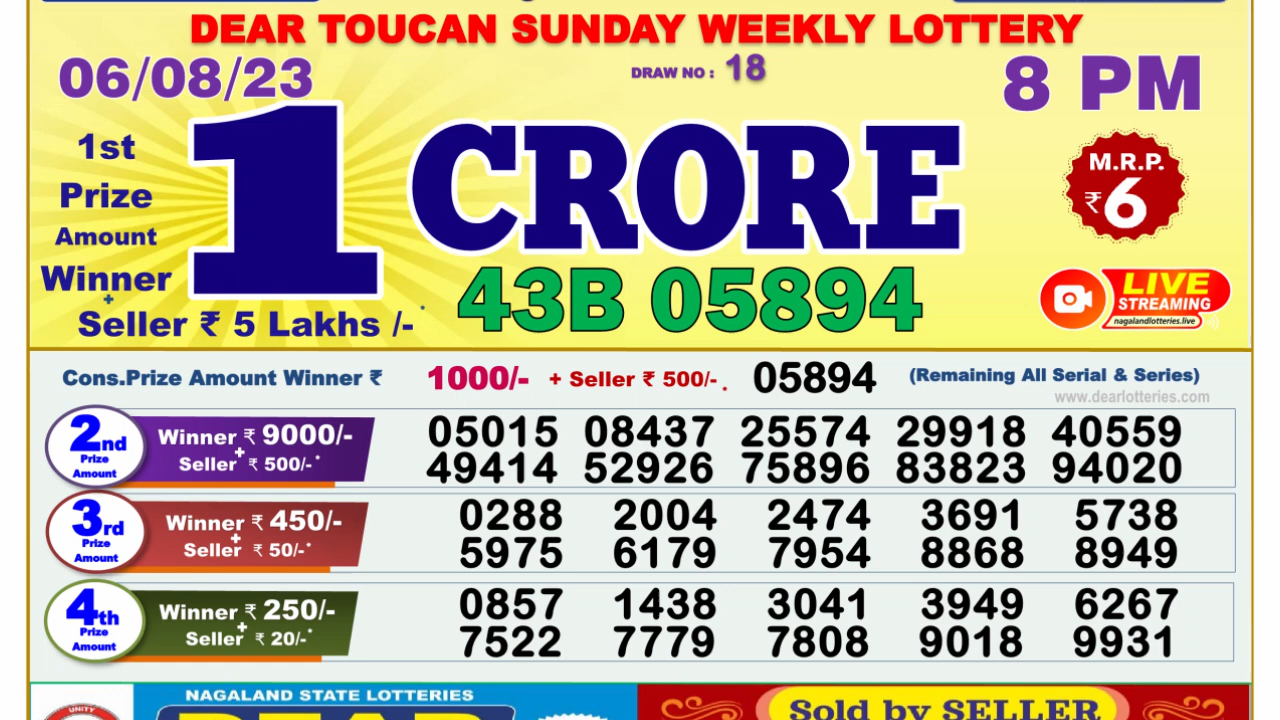 DEAR TOUCAN SUNDAY WEEKLY LOTTERY
06/08/23
DRAW NO : 18
8 PM
1st
Prize
Amount
Winner
+
Seller ₹ 5 Lakhs /-
1 CRORE
43B 05894
M.R.P.
₹ 6
LIVE
STREAMING
nagalandlotteries.live
Cons.Prize Amount Winner ₹ 1000/- + Seller ₹ 500/- . 05894 (Remaining All Serial & Series)
www.dearlotteries.com
2nd
Prize
Amount
Winner ₹ 9000/-
+
Seller ₹ 500/-*
05015 08437 25574 29918 40559
49414 52926 75896 83823 94020
3rd
Prize
Amount
Winner ₹ 450/-
+
Seller ₹ 50/-*
0288 2004 2474 3691 5738
5975 6179 7954 8868 8949
4th
Prize
Amount
Winner ₹ 250/-
+
Seller ₹ 20/-*
0857 1438 3041 3949 6267
7522 7779 7808 9018 9931
UNITY
NAGALAND STATE LOTTERIES
DEAR
Sold by SELLER